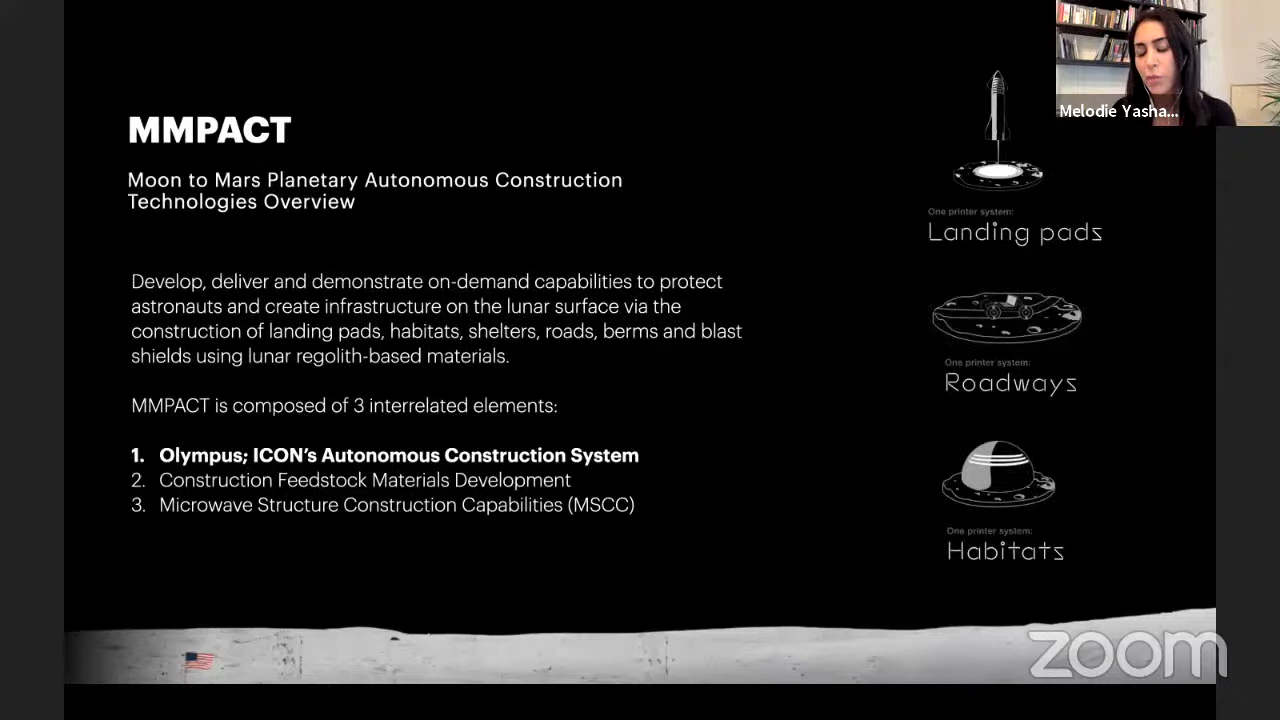 MMPACT
Moon to Mars Planetary Autonomous Construction
Technologies Overview
Develop, deliver and demonstrate on-demand capabilities to protect
astronauts and create infrastructure on the lunar surface via the
construction of landing pads, habitats, shelters, roads, berms and blast
shields using lunar regolith-based materials.
MMPACT is composed of 3 interrelated elements:
1. Olympus; ICON’s Autonomous Construction System
2. Construction Feedstock Materials Development
3. Microwave Structure Construction Capabilities (MSCC)
Melodie Yasha...
One printer system:
Landing pads
One printer system:
Roadways
One printer system:
Habitats
zoom